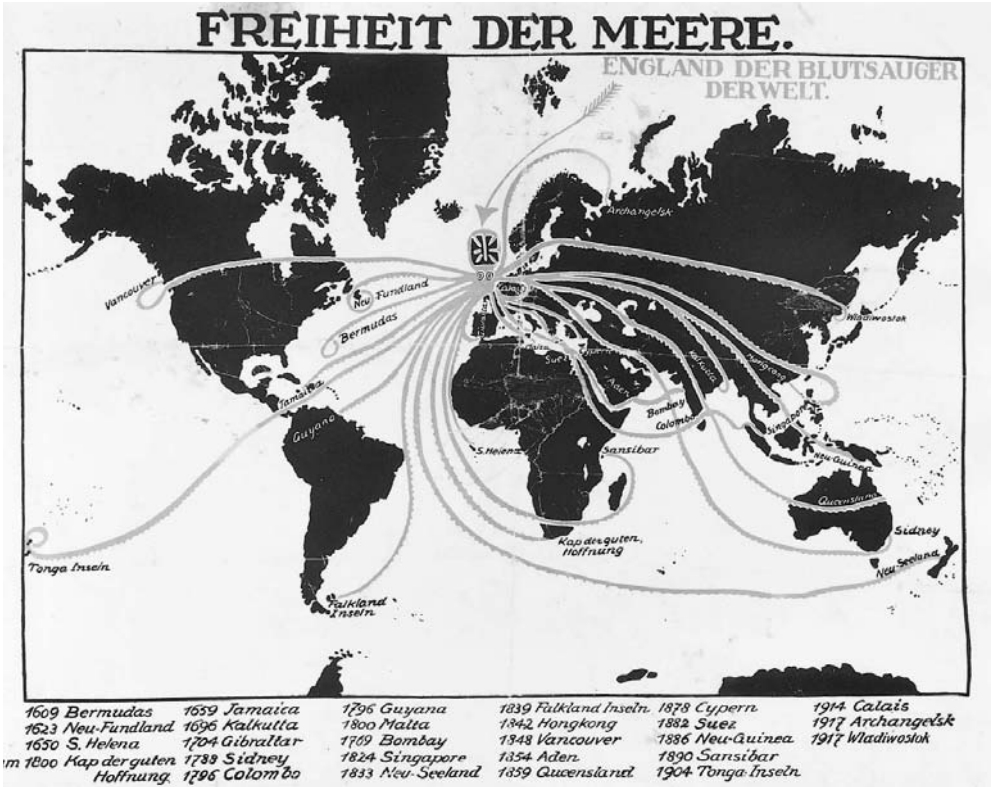 FREIHEIT DER MEERE.
ENGLAND DER BLUTSAUGER
DER WELT.
Archangelsk
Vancouver
Neu Fundland
Calais
Bermudas
Gibraltar
Wladiwostok
Malta
Cypern
Suez
Hongkong
Kalkutta
Jamaica
Aden
Bombay
Colombo
Guyana
Singapore
S. Helena
Sansibar
Neu-Guinea
Queensland
Sidney
Kap der guten
Hoffnung
Tonga Inseln
Neu Seeland
Falkland
Inseln
1609 Bermudas
1623 Neu-Fundland
1650 S. Helena
um 1800 Kap der guten
Hoffnung
1659 Jamaica
1696 Kalkutta
1704 Gibraltar
1788 Sidney
1796 Colombo
1796 Guyana
1800 Malta
1769 Bombay
1824 Singapore
1833 Neu-Seeland
1839 Falkland Inseln
1842 Hongkong
1848 Vancouver
1854 Aden
1859 Queensland
1878 Cypern
1882 Suez
1886 Neu-Guinea
1890 Sansibar
1904 Tonga-Inseln
1914 Calais
1917 Archangelsk
1917 Wladiwostok